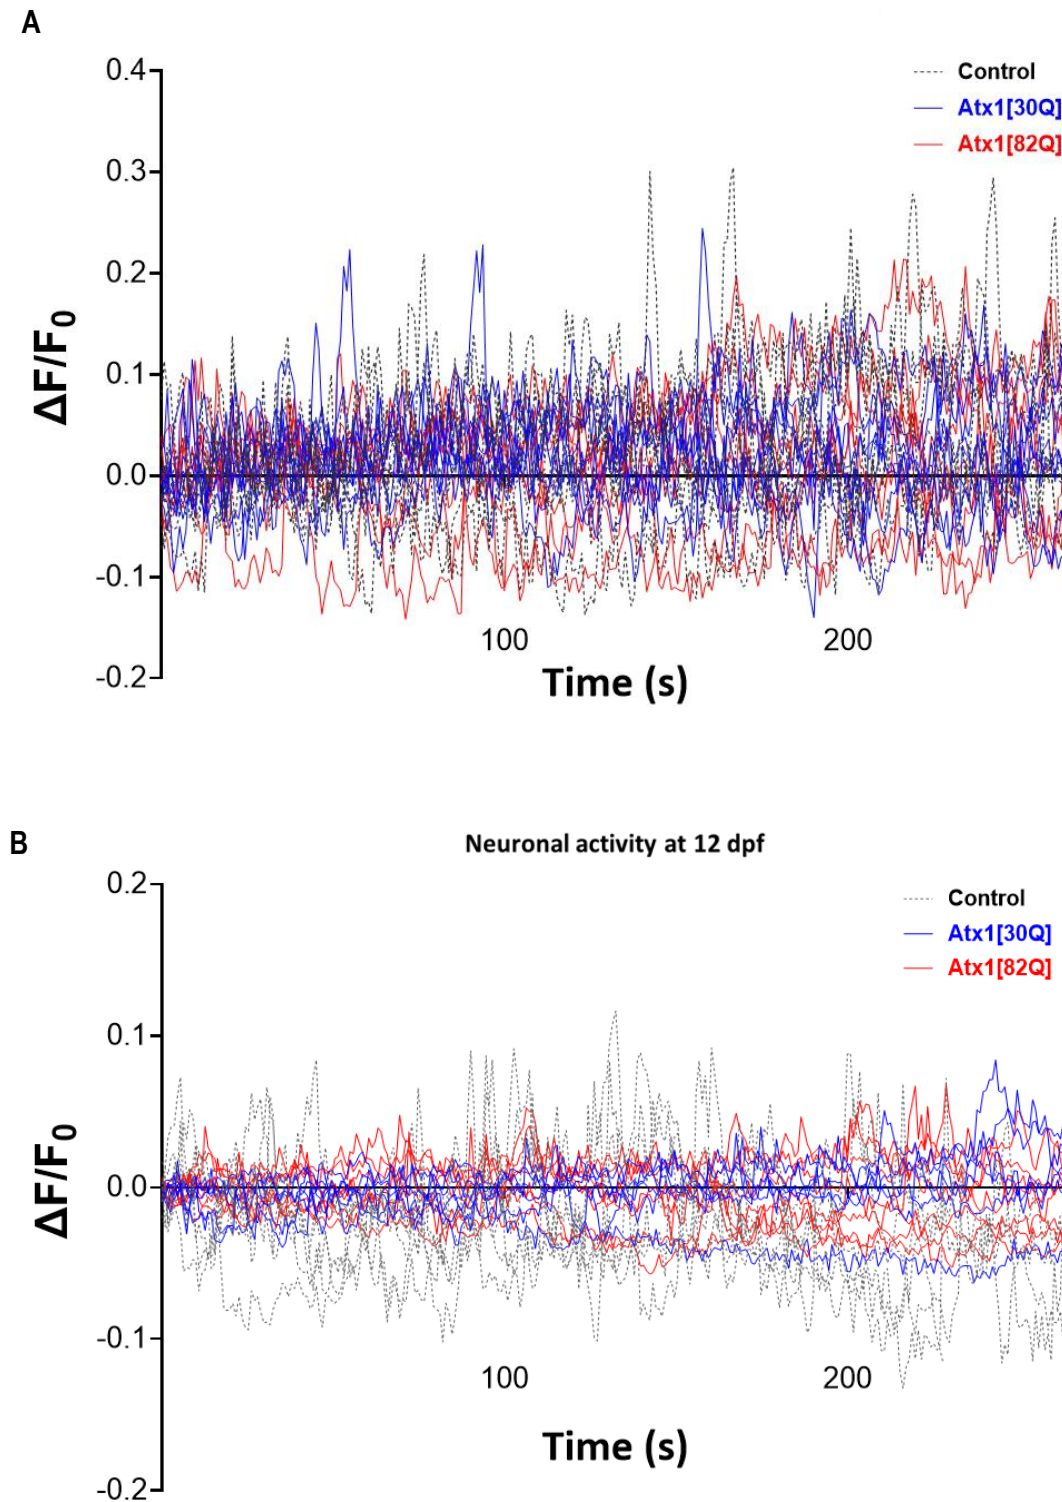 A
0.4
0.3
0.2
0.1
0.0
-0.1
-0.2
ΔF/F0
Control
Atx1[30Q]
Atx1[82Q]
100
200
Time (s)
B
Neuronal activity at 12 dpf
0.2
0.1
0.0
-0.1
-0.2
ΔF/F0
Control
Atx1[30Q]
Atx1[82Q]
100
200
Time (s)